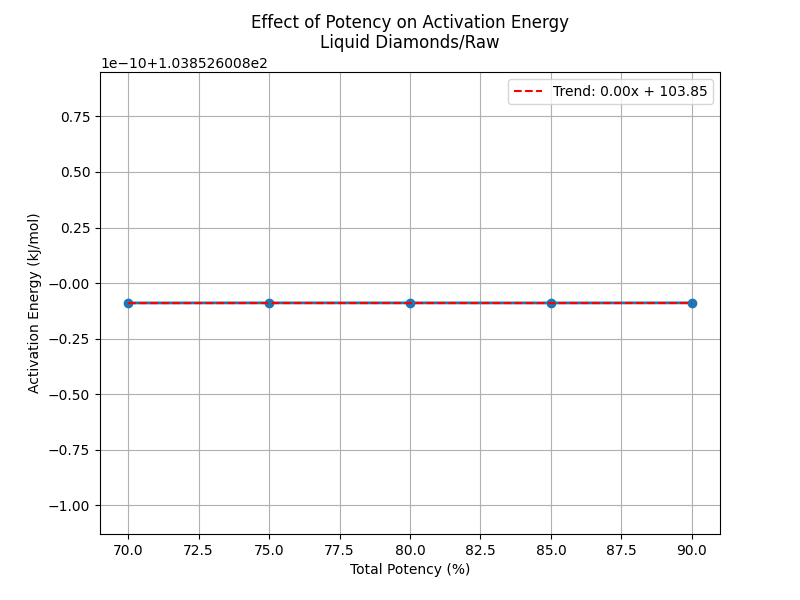 Effect of Potency on Activation Energy
Liquid Diamonds/Raw
1e−10+1.038526008e2
Trend: 0.00x + 103.85
0.75
0.50
0.25
−0.00
−0.25
−0.50
−0.75
−1.00
Activation Energy (kJ/mol)
70.0 72.5 75.0 77.5 80.0 82.5 85.0 87.5 90.0
Total Potency (%)